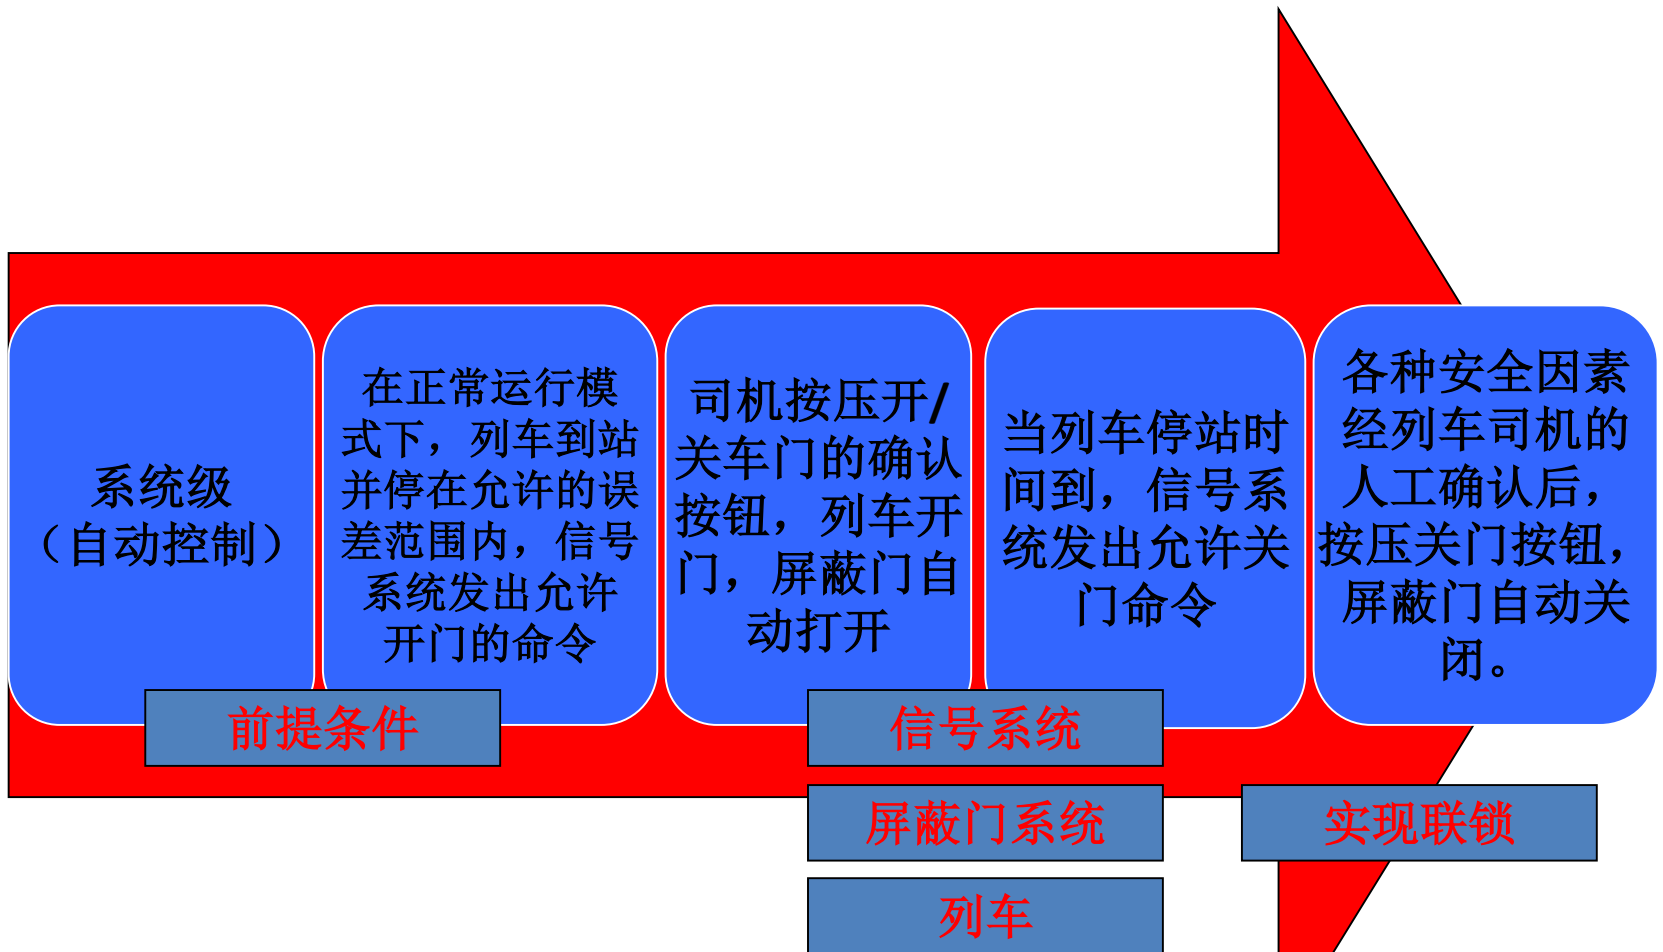 系统级
（自动控制）
在正常运行模
式下，列车到站
并停在允许的误
差范围内，信号
系统发出允许
开门的命令
司机按压开/
关车门的确认
按钮，列车开
门，屏蔽门自
动打开
当列车停站时
间到，信号系
统发出允许关
门命令
各种安全因素
经列车司机的
人工确认后，
按压关门按钮，
屏蔽门自动关
闭。
前提条件
信号系统
屏蔽门系统
实现联锁
列车